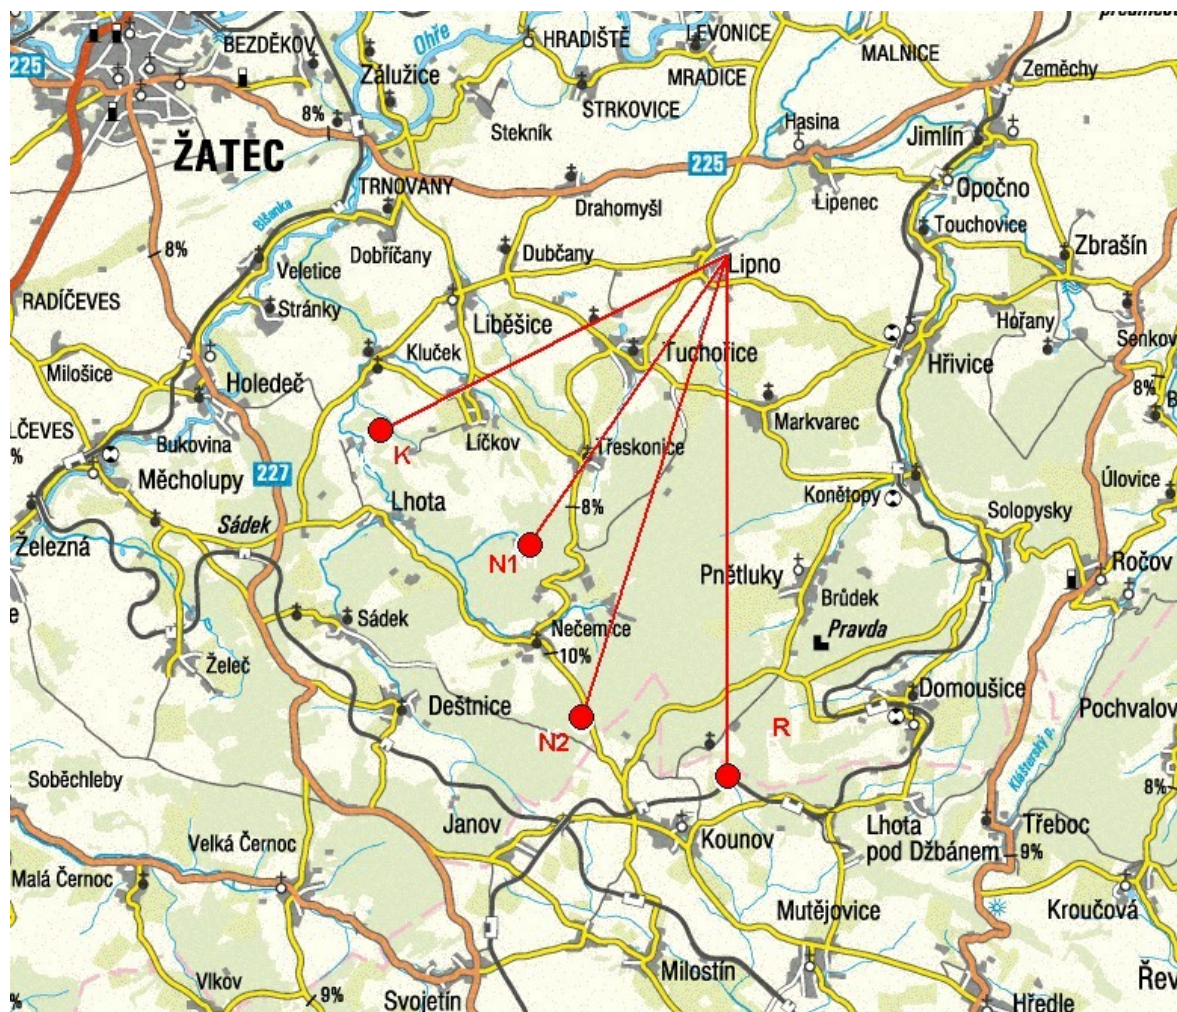 předměstí
Ohře
LEVONICE
BEZDĚKOV
HRADIŠTĚ
MALNICE
225
Zálužice
MRADICE
Zeměchy
8%
STRKOVICE
Stekník
Hasina
Jimlín
ŽATEC
225
TRNOVANY
Opočno
Drahomyšl
Lipenec
Blšanka
Touchovice
8%
Dobříčany
Dubčany
Zbrašín
Lipno
Veletice
RADÍČEVES
Stránky
Liběšice
Hořany
Senkov
Kluček
Tuchořice
Hřivice
Milošice
Holedeč
8%
B
LČEVES
Bukovina
Líčkov
Markvarec
%
K
Třeskonice
Měcholupy
227
Úlovice
Lhota
Konětopy
8%
Solopysky
Sádek
Železná
N1
Pnětluky
Ročov
Brůdek
e
Sádek
Nečemice
Pravda
10%
Želeč
Domoušice
Deštnice
Pochvalov
N2
R
Klášterský p.
Soběchleby
8%
Janov
Kounov
Lhota
pod Džbánem
Třeboc
Velká Černoc
9%
Malá Černoc
Mutějovice
Kroučová
Milostín
Vlkov
Řev
9%
Svojetín
Hředle
%